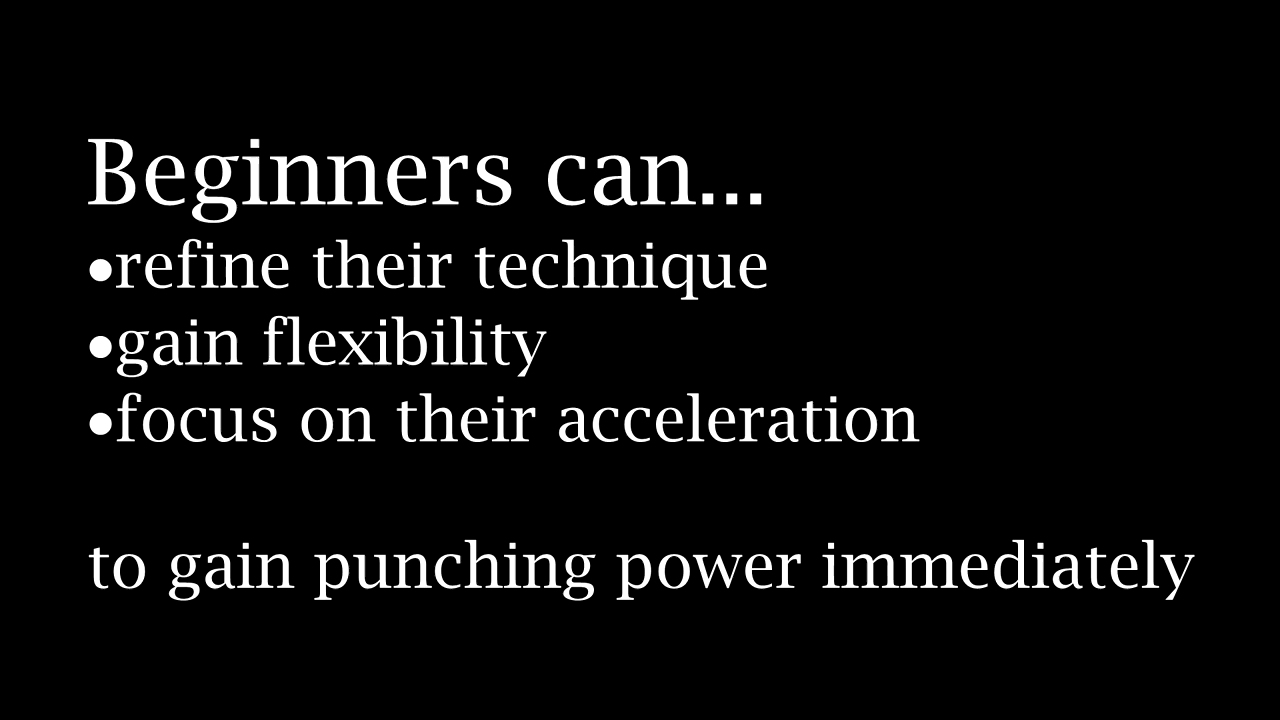 Beginners can...
•refine their technique
•gain flexibility
•focus on their acceleration
to gain punching power immediately